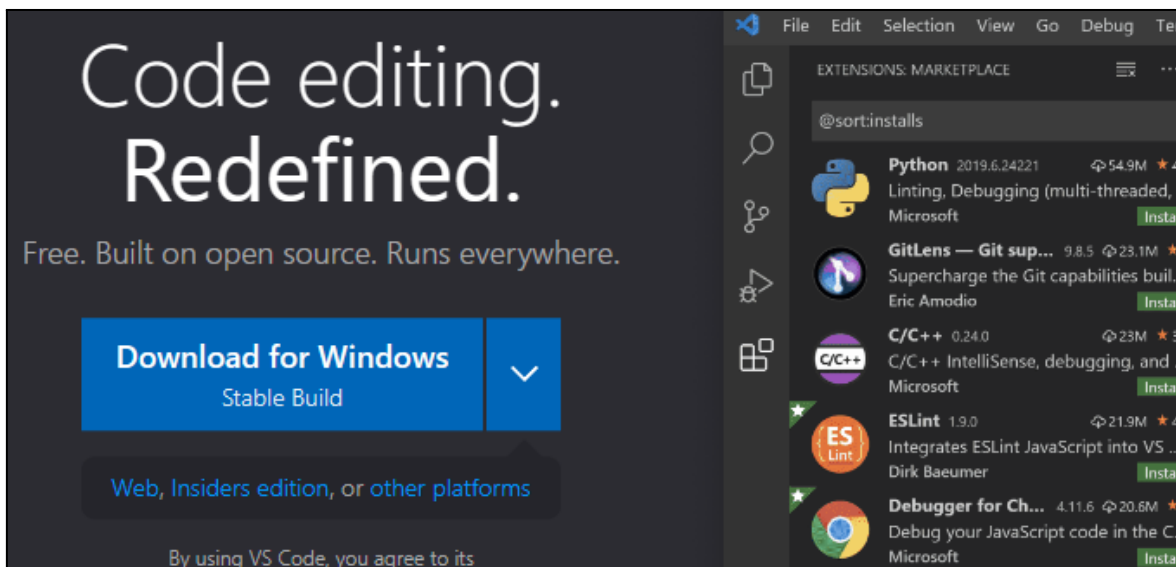 Code editing.
Redefined.
Free. Built on open source. Runs everywhere.
Download for Windows
Stable Build
Web, Insiders edition, or other platforms
By using VS Code, you agree to its
File Edit Selection View Go Debug
EXTENSIONS: MARKETPLACE
@sort:installs
Python 2019.6.24221 54.9M
Linting, Debugging (multi-threaded,
Microsoft
GitLens — Git sup... 9.8.5 23.1M
Supercharge the Git capabilities buil.
Eric Amodio
C/C++
C/C++ 0.24.0 23M
C/C++ IntelliSense, debugging, and
Microsoft
ES
Lint
ESLint 1.9.0 21.9M
Integrates ESLint JavaScript into VS ...
Dirk Baeumer
Debugger for Ch... 4.11.6 20.6M
Debug your JavaScript code in the C.
Microsoft